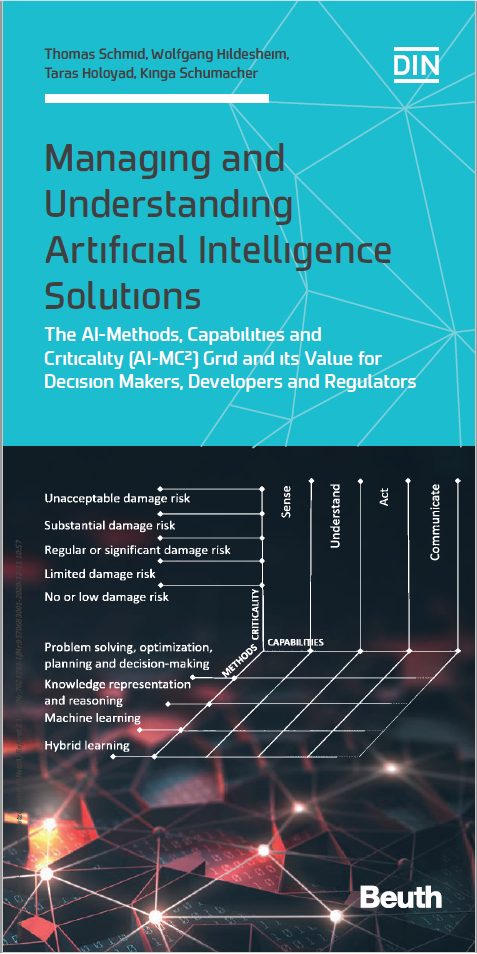 Thomas Schmid, Wolfgang Hildesheim,
Taras Holoyad, Kinga Schumacher
DIN
Managing and
Understanding
Artificial Intelligence
Solutions
The AI-Methods, Capabilities and
Criticality (AI-MC²) Grid and its Value for
Decision Makers, Developers and Regulators
Unacceptable damage risk
Substantial damage risk
Regular or significant damage risk
Limited damage risk
No or low damage risk
Sense
Understand
Act
Communicate
CRITICALITY
CAPABILITIES
METHODS
Problem solving, optimization,
planning and decision-making
Knowledge representation
and reasoning
Machine learning
Hybrid learning
Beuth